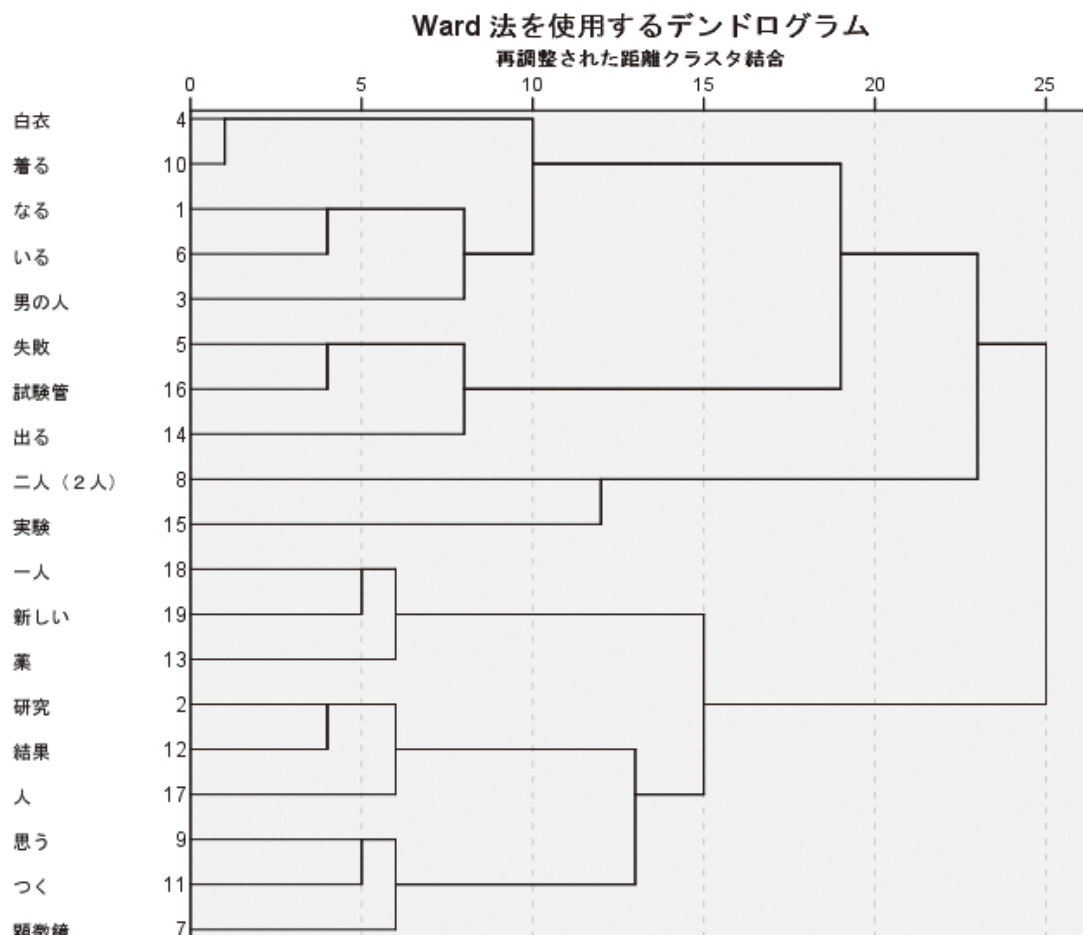 Ward 法を使用するデンドログラム
再調整された距離クラスタ結合
0 5 10 15 20 25
白衣 4
着る 10
なる 1
いる 6
男の人 3
失敗 5
試験管 16
出る 14
二人（２人） 8
実験 15
一人 18
新しい 19
薬 13
研究 2
結果 12
人 17
思う 9
つく 11
顕微鏡 7